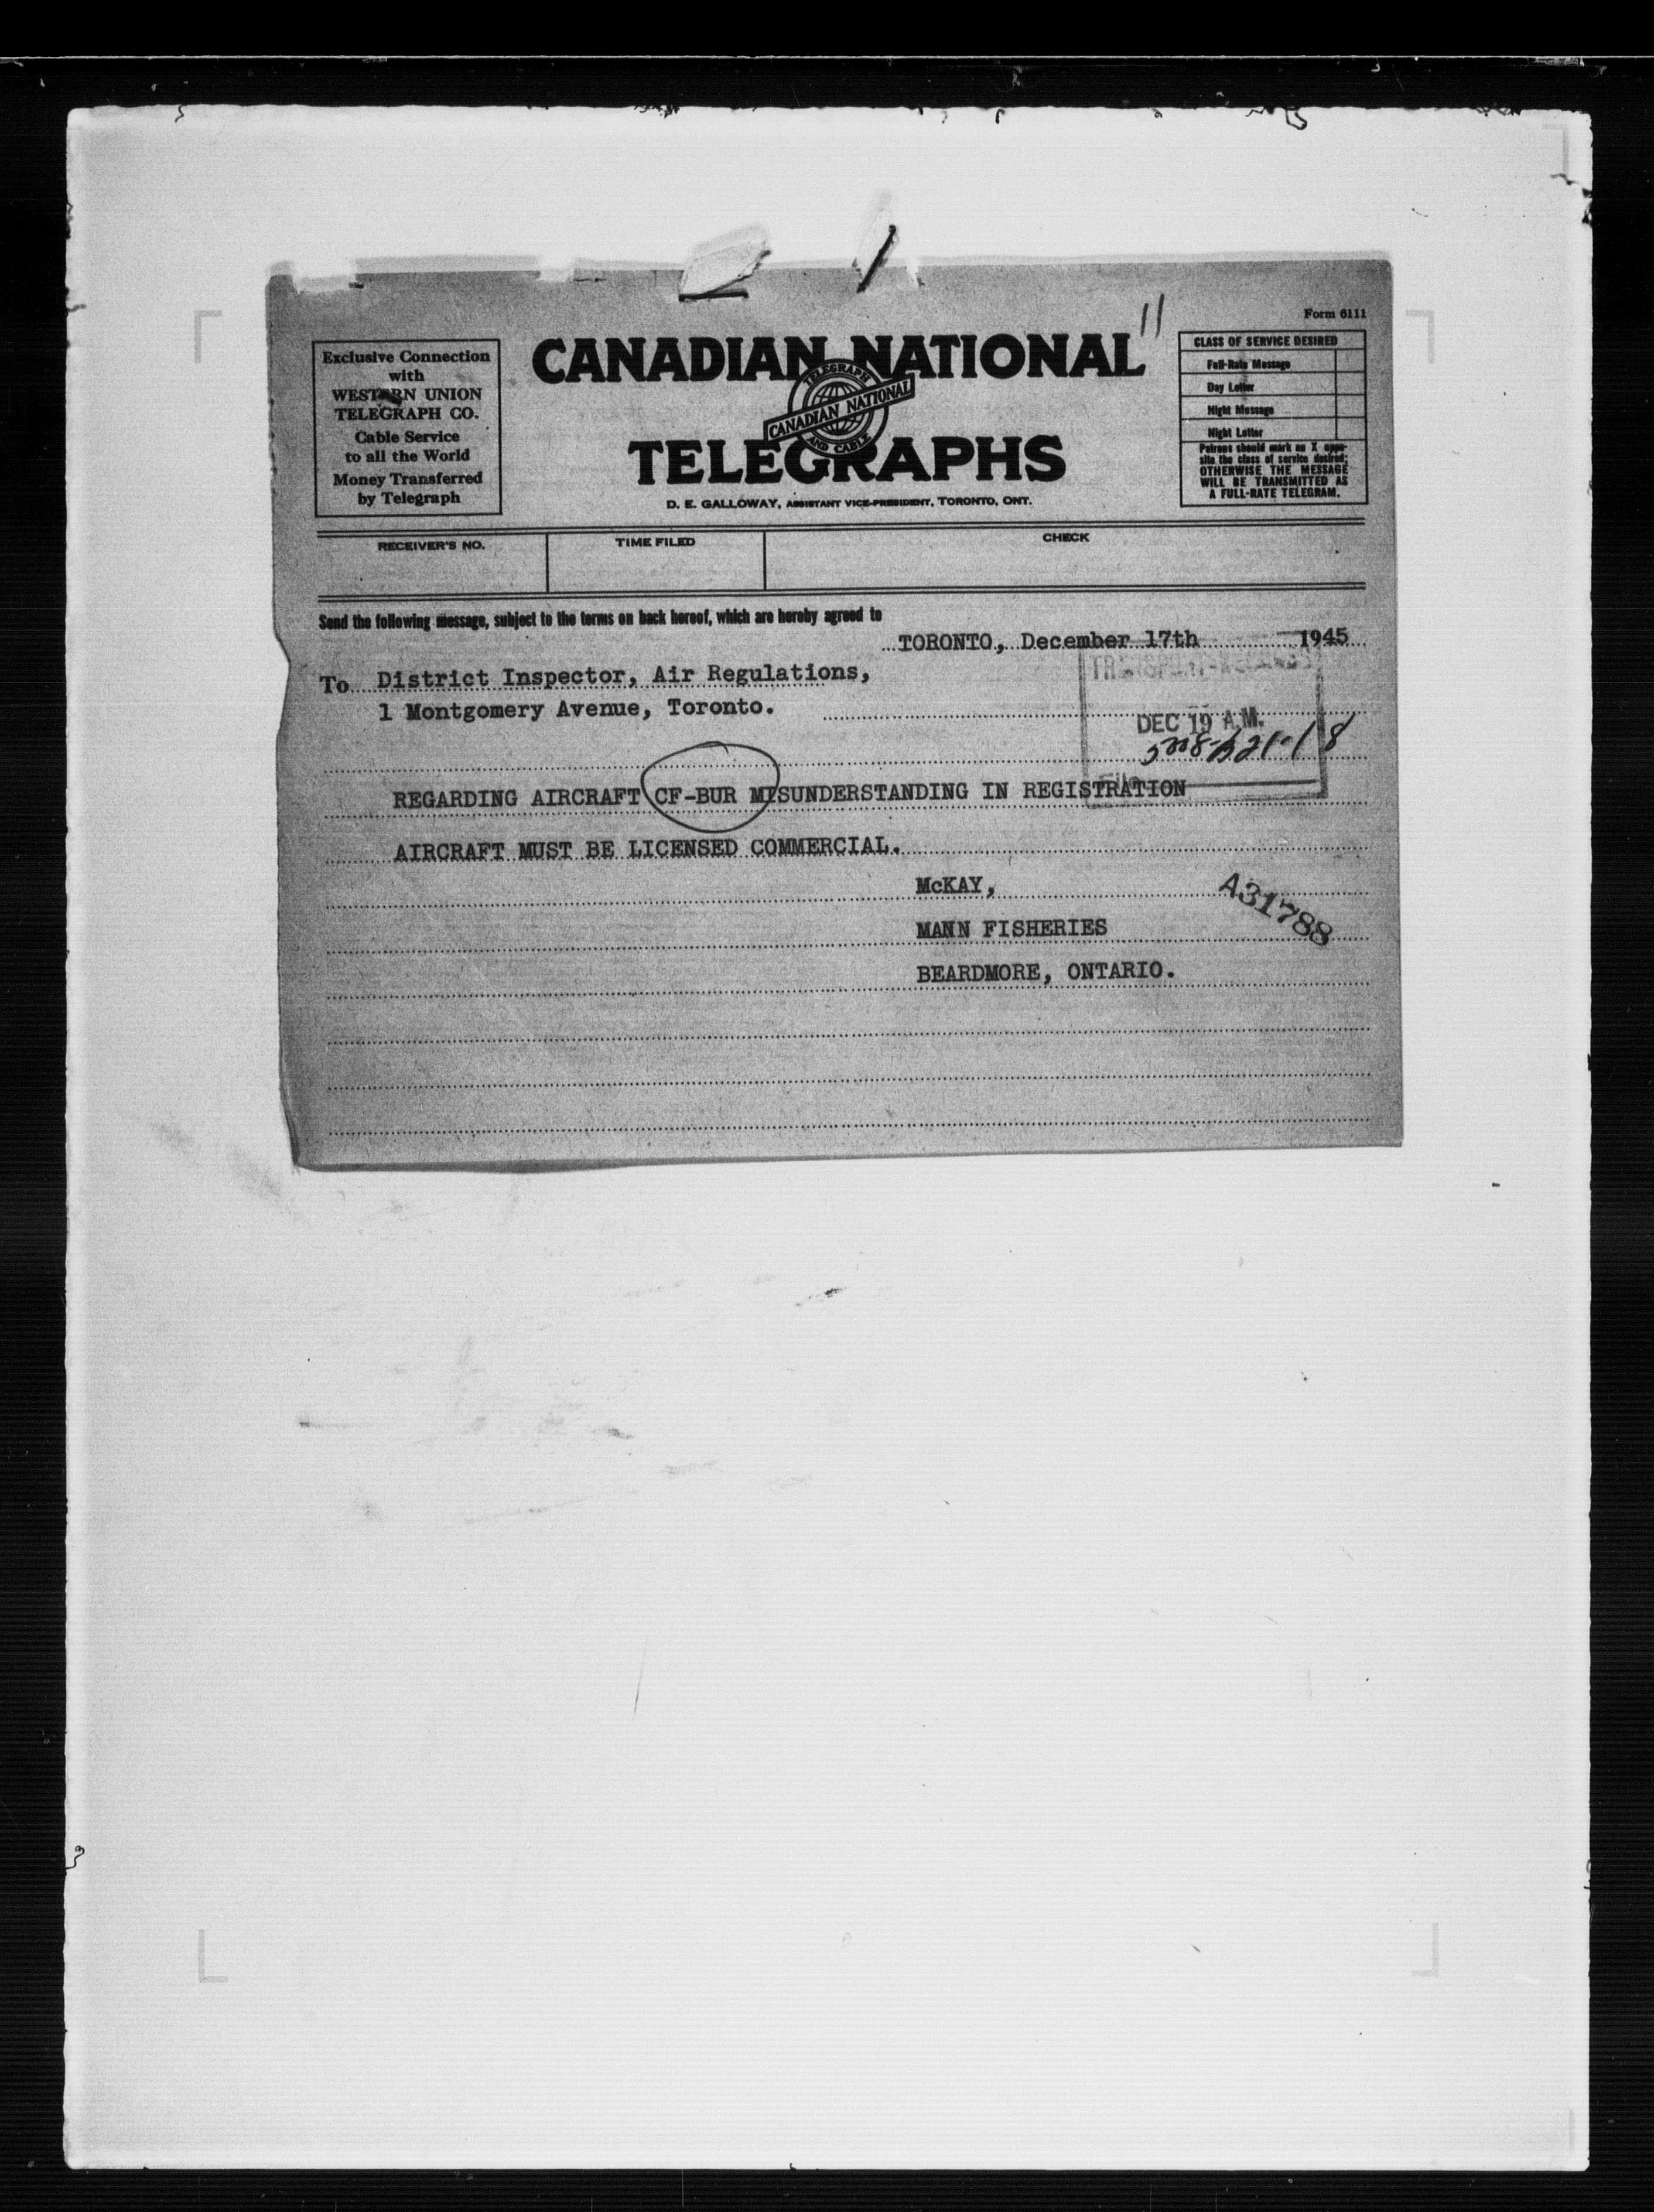 11
Form 6111
Exclusive Connection
with
WESTERN UNION
TELEGRAPH CO.
Cable Service
to all the World
Money Transferred
by Telegraph
CANADIAN NATIONAL
TELEGRAPH
CANADIAN NATIONAL
AND CABLE
TELEGRAPHS
D. E. GALLOWAY, ASSISTANT VICE-PRESIDENT, TORONTO, ONT.
CLASS OF SERVICE DESIRED
Full-Rate Message
Day Letter
Night Message
Night Letter
Patrons should mark an X oppo-
site the class of service desired;
OTHERWISE THE MESSAGE
WILL BE TRANSMITTED AS
A FULL-RATE TELEGRAM.
RECEIVER'S NO.
TIME FILED
CHECK
Send the following message, subject to the terms on back hereof, which are hereby agreed to
TORONTO, December 17th 1945
To District Inspector, Air Regulations,
1 Montgomery Avenue, Toronto.
DEC 19 A.M.
File
REGARDING AIRCRAFT CF-BUR MISUNDERSTANDING IN REGISTRATION
AIRCRAFT MUST BE LICENSED COMMERCIAL.
McKAY,
A31788
MANN FISHERIES
BEARDMORE, ONTARIO.